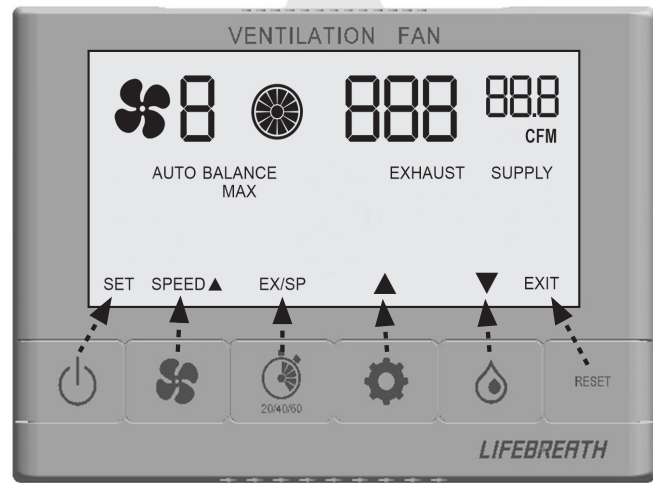 VENTILATION FAN
8 888 88.8
CFM
AUTO BALANCE EXHAUST SUPPLY
MAX
SET SPEED▲ EX/SP ▲ ▼ EXIT
20/40/60 RESET
LIFEBREATH